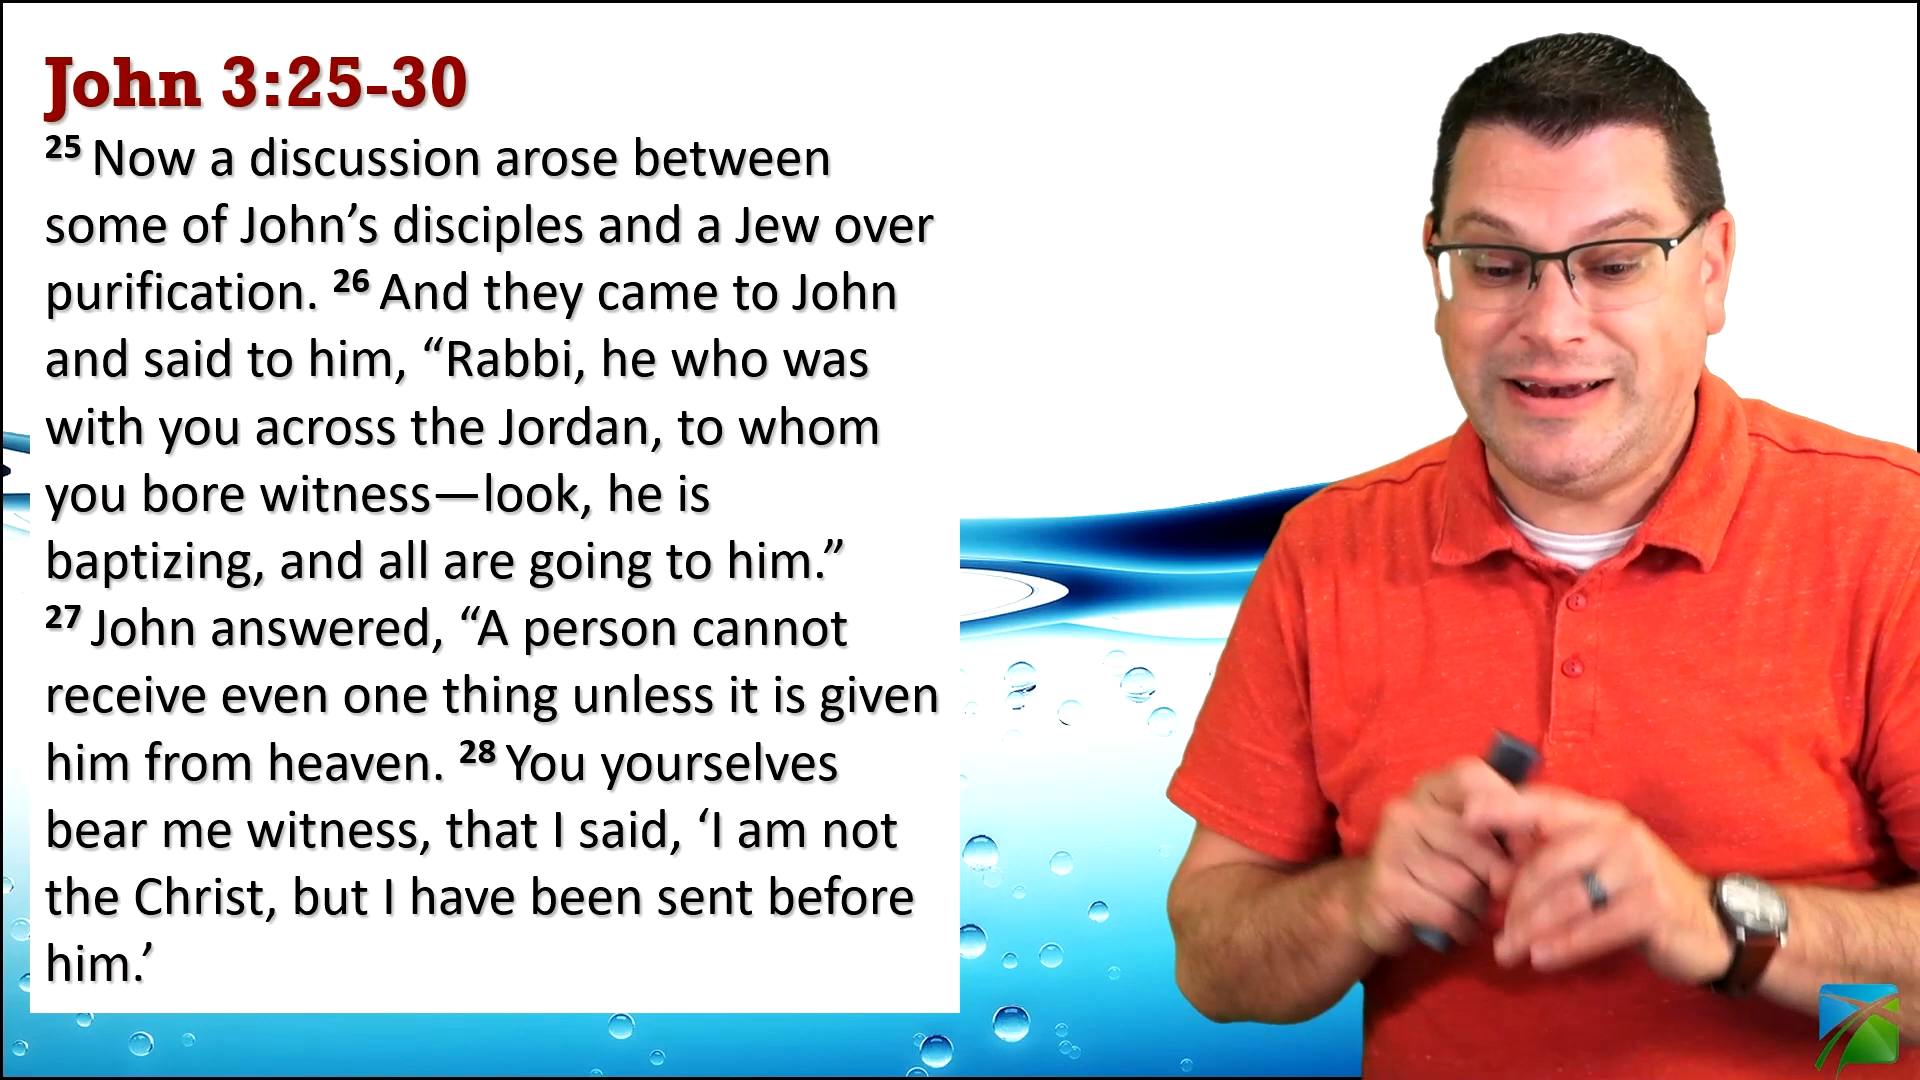 John 3:25-30
25 Now a discussion arose between
some of John’s disciples and a Jew over
purification. 26 And they came to John
and said to him, “Rabbi, he who was
with you across the Jordan, to whom
you bore witness—look, he is
baptizing, and all are going to him.”
27 John answered, “A person cannot
receive even one thing unless it is given
him from heaven. 28 You yourselves
bear me witness, that I said, ‘I am not
the Christ, but I have been sent before
him.’